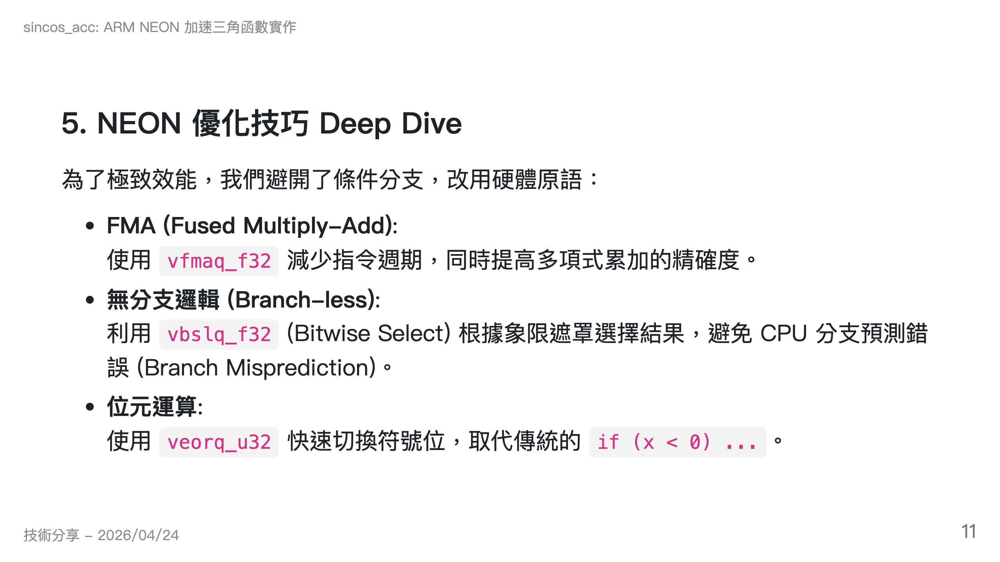 sincos_acc: ARM NEON 加速三角函數實作
5. NEON 優化技巧 Deep Dive
為了極致效能，我們避開了條件分支，改用硬體原語：
• FMA (Fused Multiply-Add):
使用 vfmaq_f32 減少指令週期，同時提高多項式累加的精確度。
• 無分支邏輯 (Branch-less):
利用 vbslq_f32 (Bitwise Select) 根據象限遮罩選擇結果，避免 CPU 分支預測錯
誤 (Branch Misprediction)。
• 位元運算:
使用 veorq_u32 快速切換符號位，取代傳統的 if (x < 0) ... 。
技術分享 - 2026/04/24
11